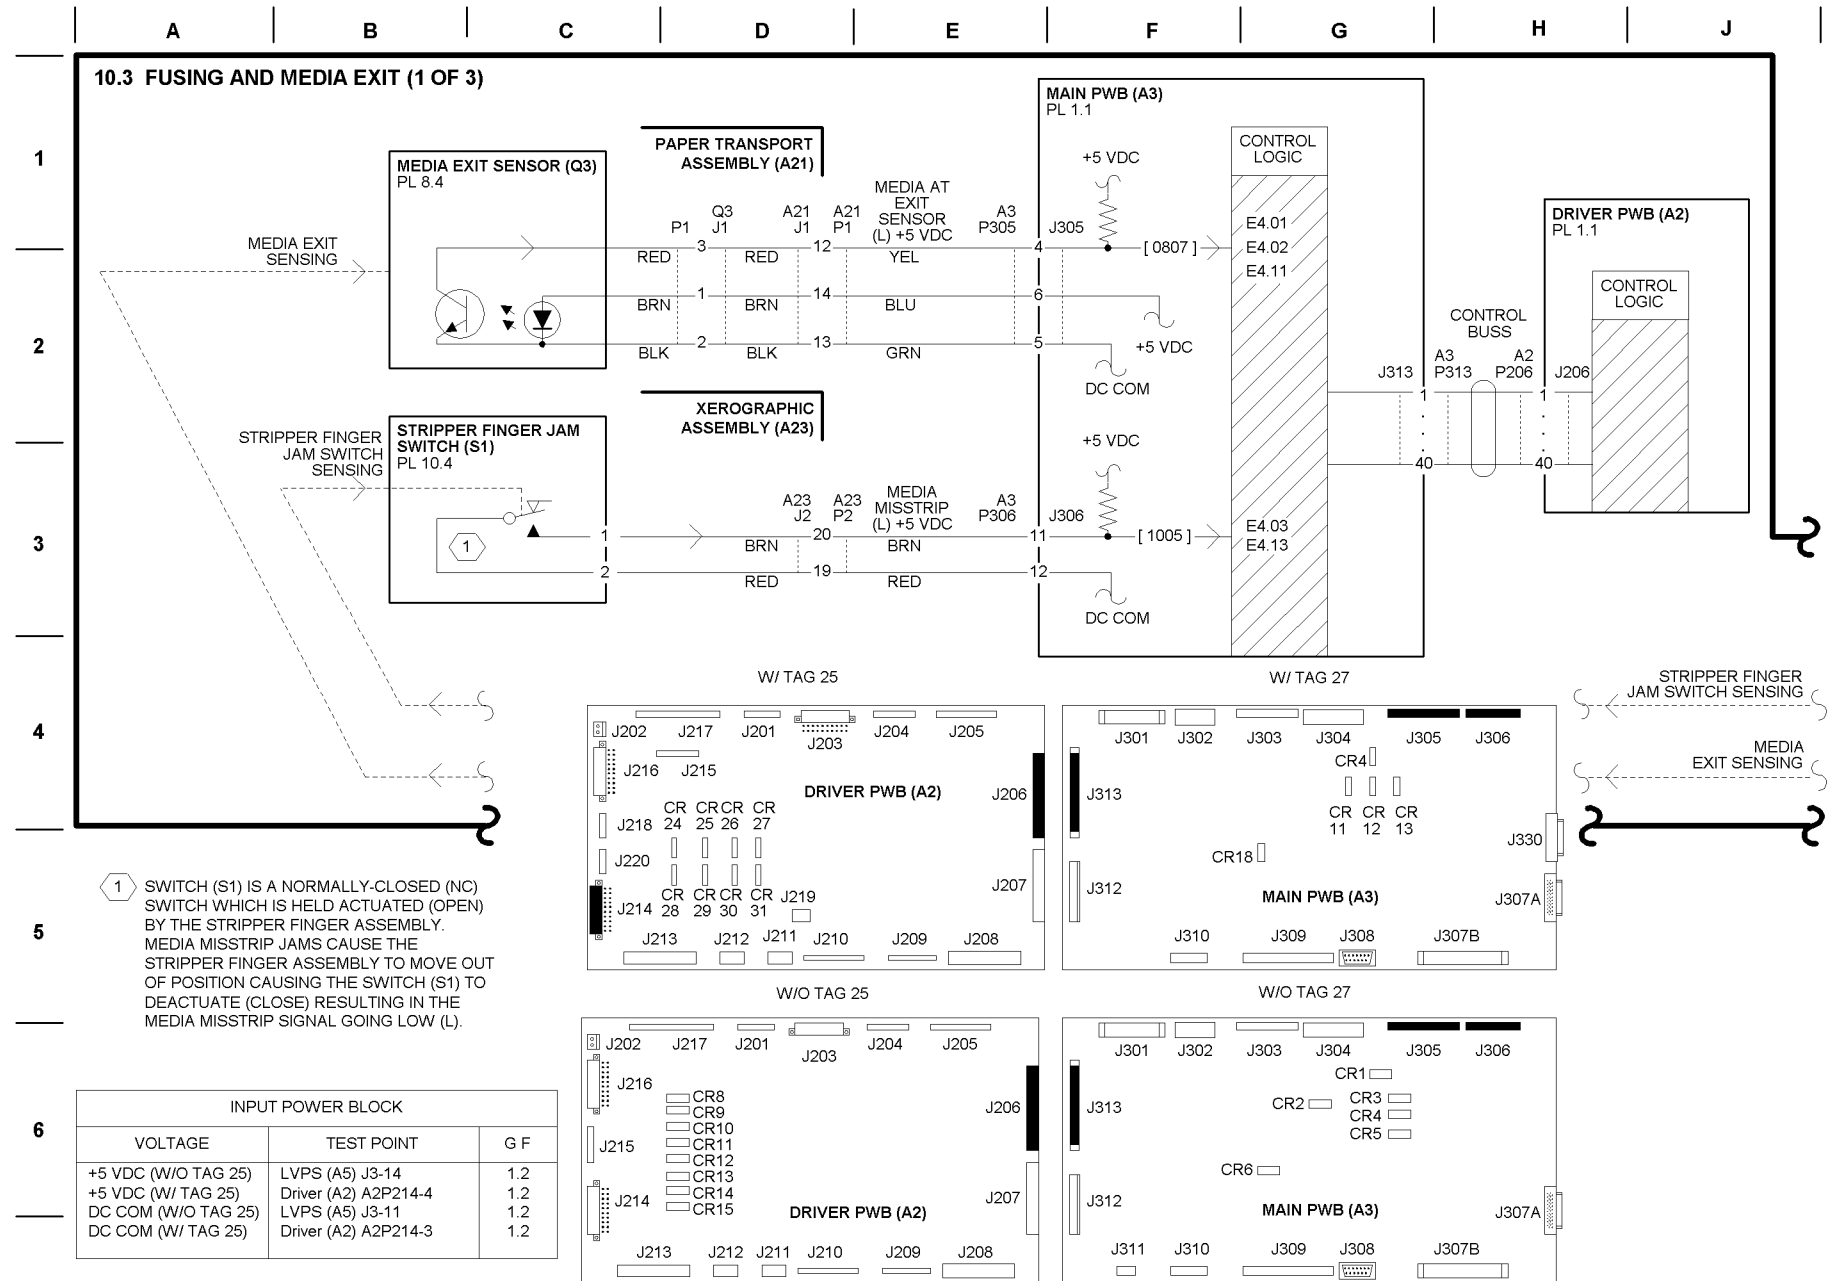 A B C D E F G H J
10.3 FUSING AND MEDIA EXIT (1 OF 3)
1
2
3
4
5
6
MEDIA EXIT
SENSING
MEDIA EXIT SENSOR (Q3)
PL 8.4
PAPER TRANSPORT
ASSEMBLY (A21)
MEDIA AT
EXIT
SENSOR
(L) +5 VDC
P1
Q3
J1
A21
J1
A21
P1
A3
P305
J305
3
12
4
RED
RED
YEL
1
14
6
BRN
BRN
BLU
2
13
5
BLK
BLK
GRN
MAIN PWB (A3)
PL 1.1
+5 VDC
[ 0807 ]
+5 VDC
DC COM
CONTROL
LOGIC
E4.01
E4.02
E4.11
STRIPPER FINGER
JAM SWITCH
SENSING
STRIPPER FINGER JAM
SWITCH (S1)
PL 10.4
1
1
2
XEROGRAPHIC
ASSEMBLY (A23)
A23
J2
A23
P2
MEDIA
MISSTRIP
(L) +5 VDC
A3
P306
J306
20
11
BRN
BRN
19
12
RED
RED
+5 VDC
[ 1005 ]
DC COM
E4.03
E4.13
J313
A3
P313
CONTROL
BUSS
A2
P206
J206
1
1
40
40
DRIVER PWB (A2)
PL 1.1
CONTROL
LOGIC
STRIPPER FINGER
JAM SWITCH SENSING
MEDIA
EXIT SENSING
W/ TAG 25
J202 J217 J201 J203 J204 J205
J216 J215
DRIVER PWB (A2)
J206
J218
CR
24
CR
25
CR
26
CR
27
J220
J207
J214
CR
28
CR
29
CR
30
CR
31
J219
J213 J212 J211 J210 J209 J208
W/ TAG 27
J301 J302 J303 J304 J305 J306
CR4
J313
CR
11
CR
12
CR
13
J330
CR18
J312
MAIN PWB (A3)
J307A
J310 J309 J308 J307B
1
SWITCH (S1) IS A NORMALLY-CLOSED (NC)
SWITCH WHICH IS HELD ACTUATED (OPEN)
BY THE STRIPPER FINGER ASSEMBLY.
MEDIA MISSTRIP JAMS CAUSE THE
STRIPPER FINGER ASSEMBLY TO MOVE OUT
OF POSITION CAUSING THE SWITCH (S1) TO
DEACTUATE (CLOSE) RESULTING IN THE
MEDIA MISSTRIP SIGNAL GOING LOW (L).
INPUT POWER BLOCK
VOLTAGE TEST POINT G F
+5 VDC (W/O TAG 25) LVPS (A5) J3-14 1.2
+5 VDC (W/ TAG 25) Driver (A2) A2P214-4 1.2
DC COM (W/O TAG 25) LVPS (A5) J3-11 1.2
DC COM (W/ TAG 25) Driver (A2) A2P214-3 1.2
W/O TAG 25
J202 J217 J201 J203 J204 J205
J216
CR8
CR9
CR10
CR11
CR12
CR13
CR14
CR15
J206
J215
J207
J214
DRIVER PWB (A2)
J213 J212 J211 J210 J209 J208
W/O TAG 27
J301 J302 J303 J304 J305 J306
CR1
CR2
CR3
CR4
CR5
J313
CR6
J312
MAIN PWB (A3)
J307A
J311 J310 J309 J308 J307B